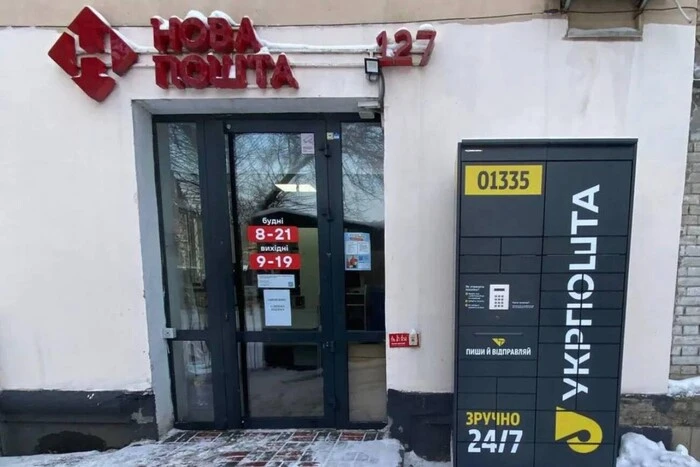 НОВА
ПОШТА
127
будні
8-21
вихідні
9-19
01335
УКРПОШТА
ПИШИ Й ВІДПРАВЛЯЙ
ЗРУЧНО
24/7